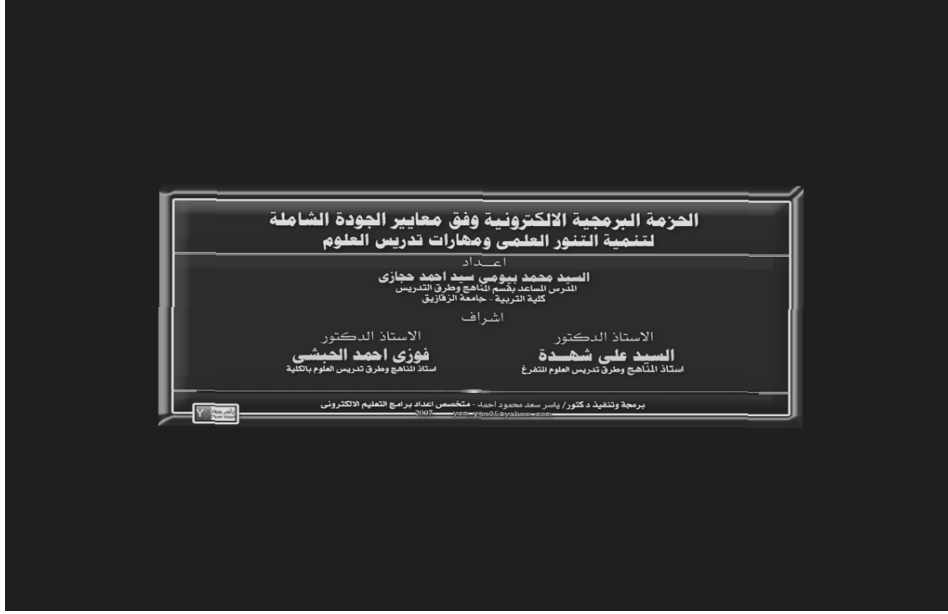 الحزمة البرمجية الالكترونية وفق معايير الجودة الشاملة
لتنمية التنور العلمى ومهارات تدريس العلوم
اعـــداد
السيد محمد بيومى سيد احمد حجازى
المدرس المساعد بقسم المناهج وطرق التدريس
كلية التربية - جامعة الزقازيق
اشراف
الاستاذ الدكتور
السيد على شهـــدة
استاذ المناهج وطرق تدريس العلوم المتفرغ
الاستاذ الدكتور
فوزى احمد الحبشى
استاذ المناهج وطرق تدريس العلوم بالكلية
برمجة وتنفيذ دكتور/ ياسر سعد محمود احمد - متخصص اعداد برامج التعليم الالكترونى
2007